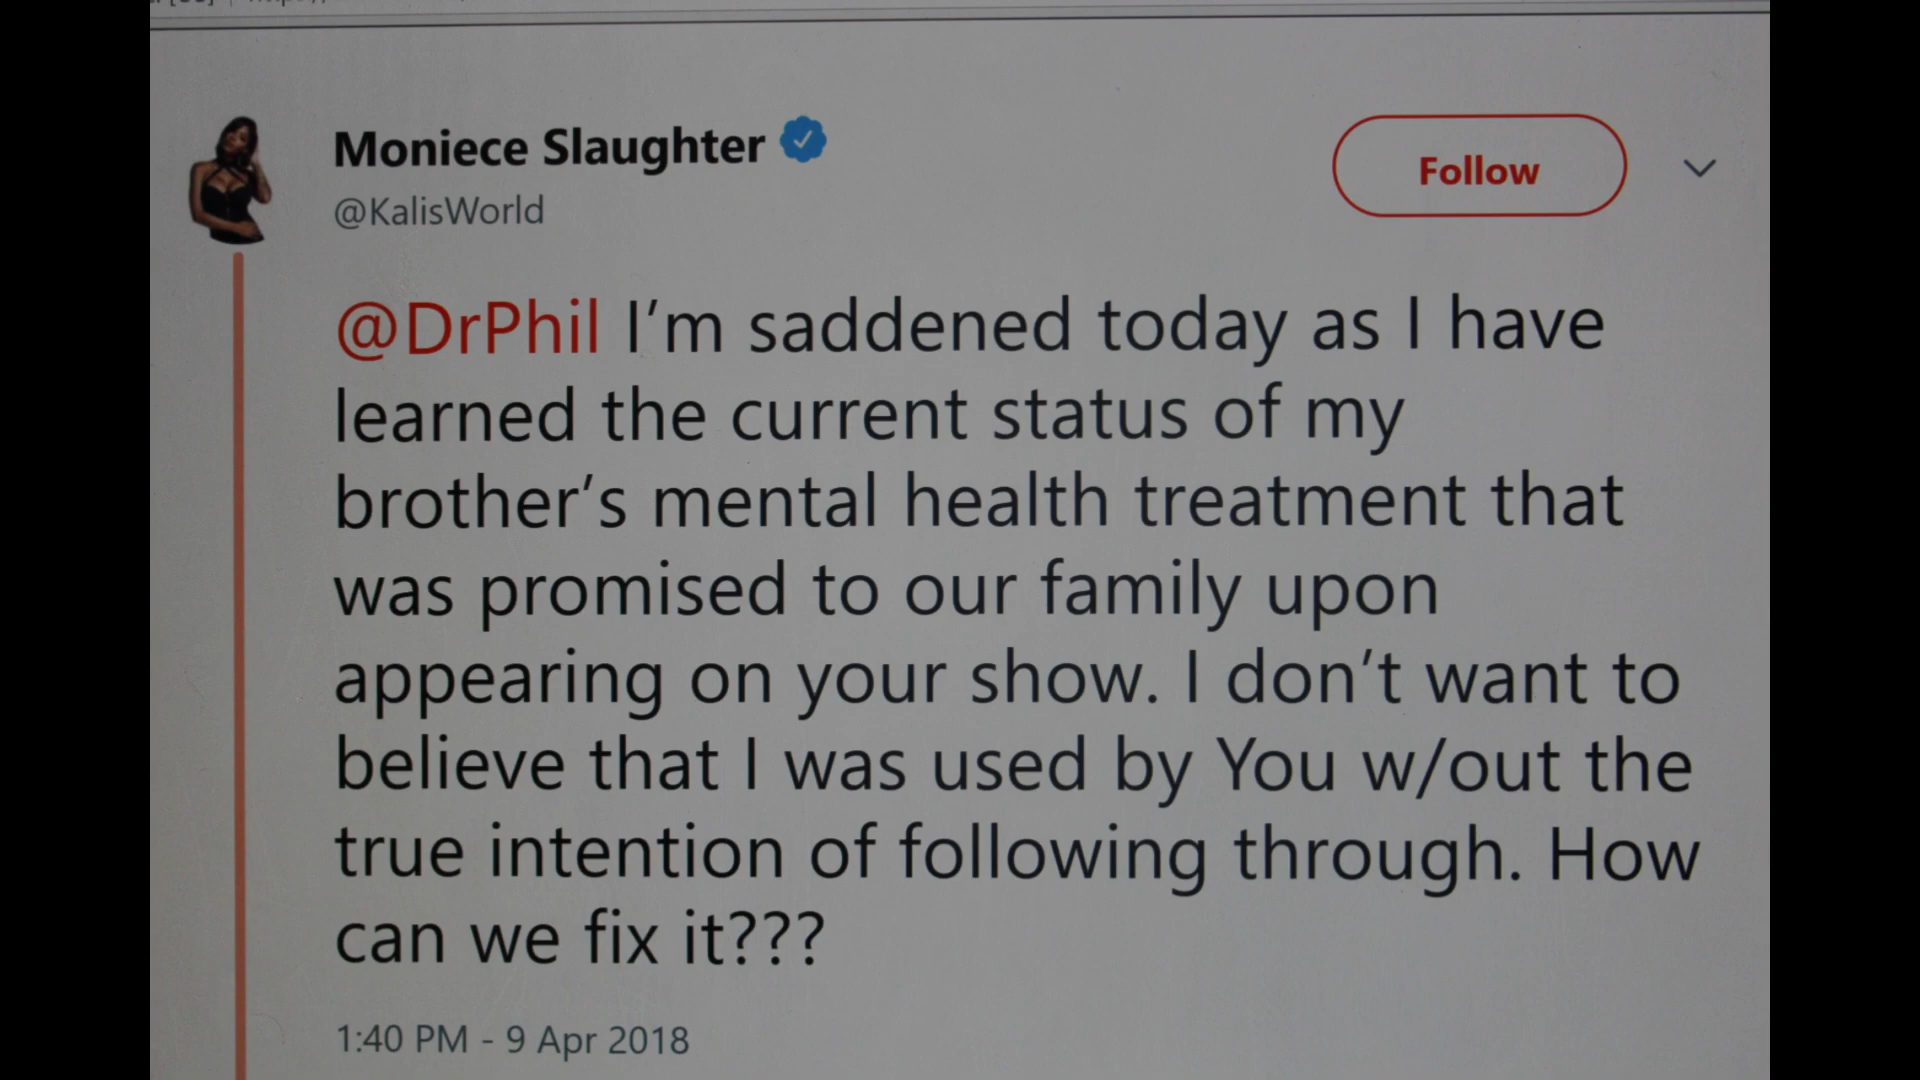 Moniece Slaughter
@KalisWorld
Follow
@DrPhil I’m saddened today as I have
learned the current status of my
brother’s mental health treatment that
was promised to our family upon
appearing on your show. I don’t want to
believe that I was used by You w/out the
true intention of following through. How
can we fix it???
1:40 PM - 9 Apr 2018